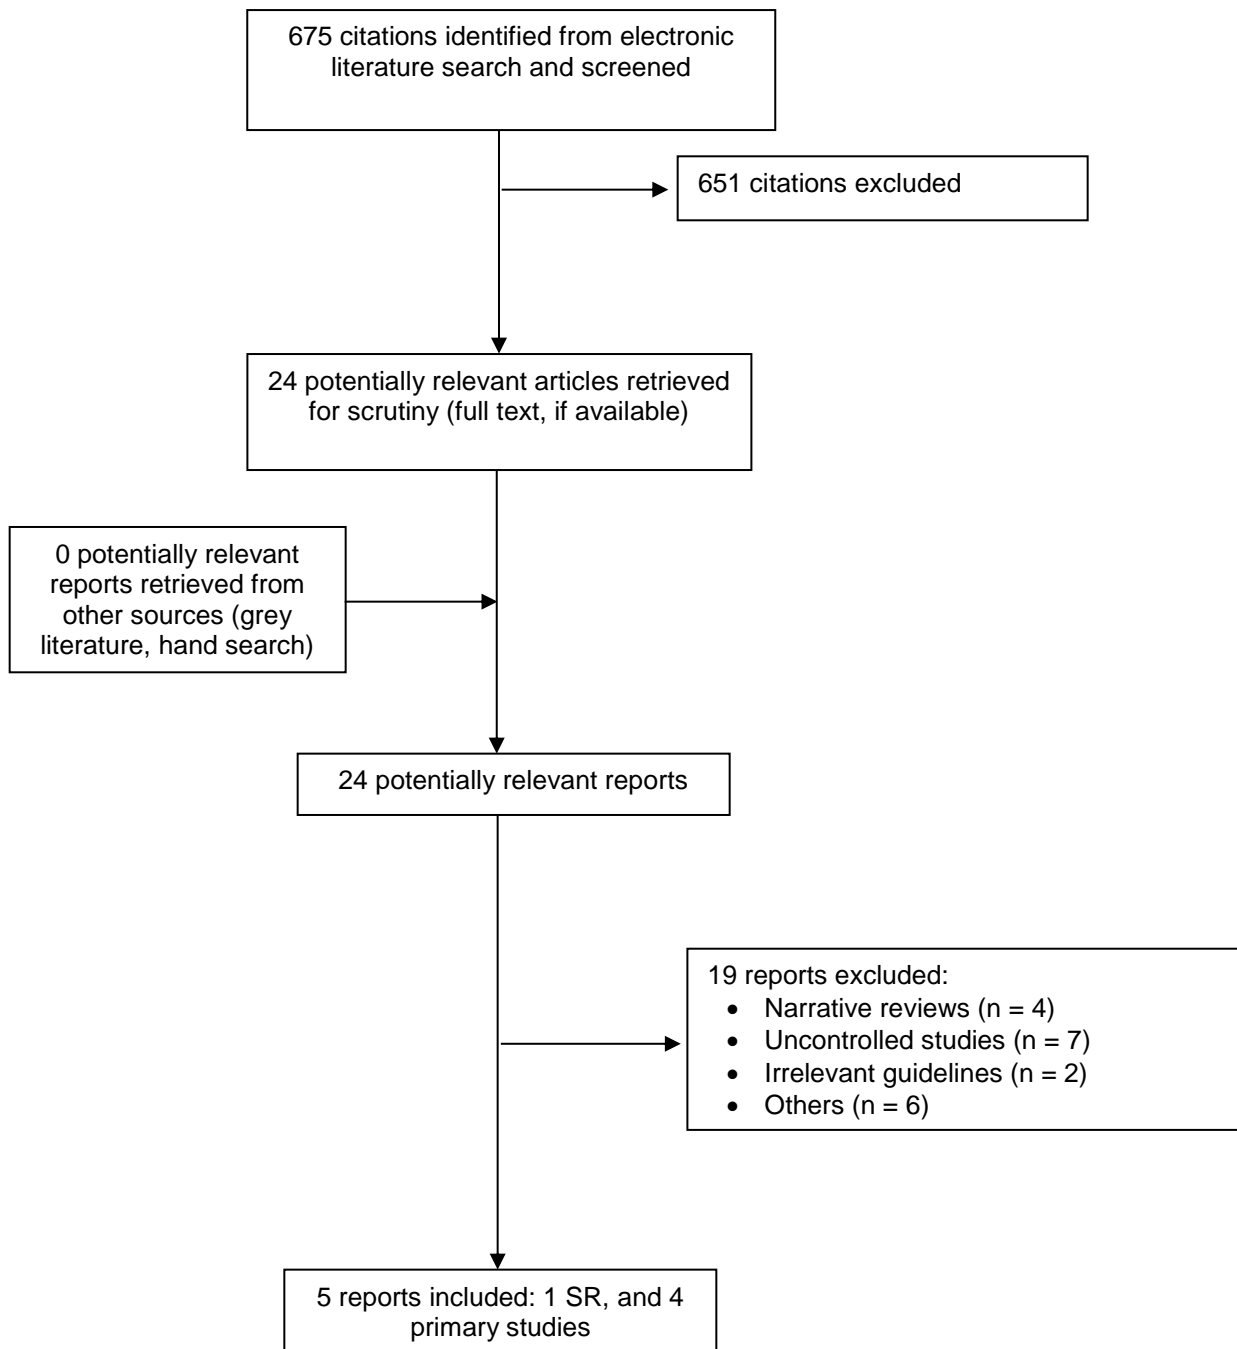 675 citations identified from electronic
literature search and screened
651 citations excluded
24 potentially relevant articles retrieved
for scrutiny (full text, if available)
0 potentially relevant
reports retrieved from
other sources (grey
literature, hand search)
24 potentially relevant reports
19 reports excluded:
• Narrative reviews (n = 4)
• Uncontrolled studies (n = 7)
• Irrelevant guidelines (n = 2)
• Others (n = 6)
5 reports included: 1 SR, and 4
primary studies